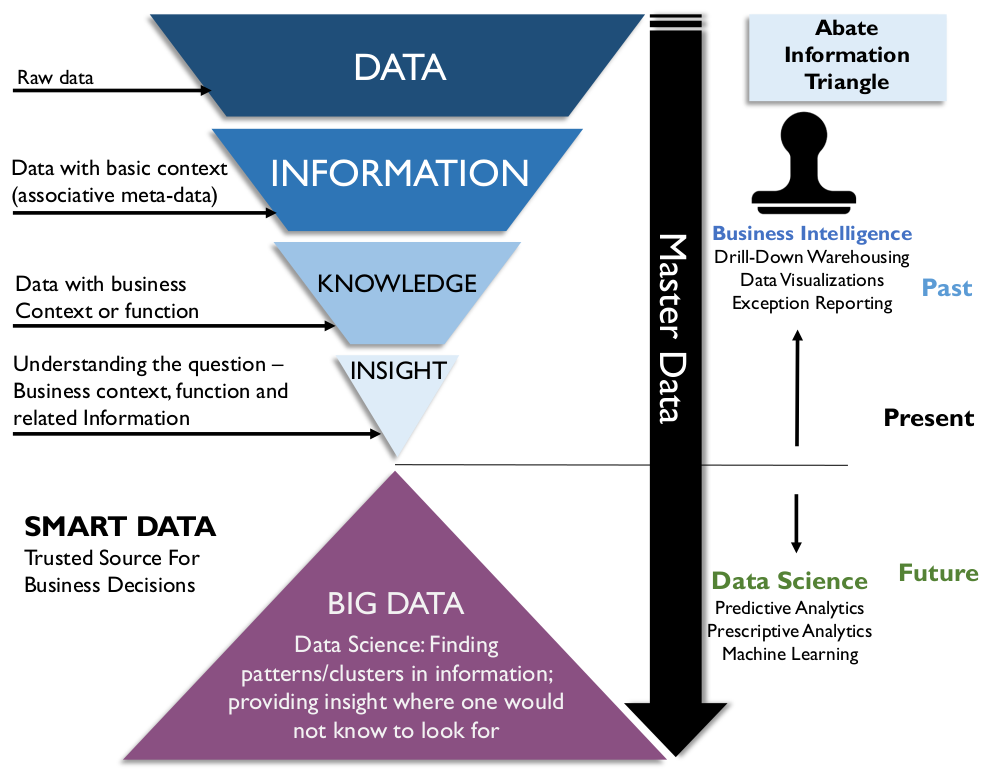 Abate
Information
Triangle
DATA
Raw data
INFORMATION
Data with basic context
(associative meta-data)
KNOWLEDGE
Data with business
Context or function
INSIGHT
Understanding the question –
Business context, function and
related Information
Master Data
Business Intelligence
Drill-Down Warehousing
Data Visualizations
Exception Reporting
Past
Present
SMART DATA
Trusted Source For
Business Decisions
BIG DATA
Data Science: Finding
patterns/clusters in information;
providing insight where one would
not know to look for
Data Science
Predictive Analytics
Prescriptive Analytics
Machine Learning
Future